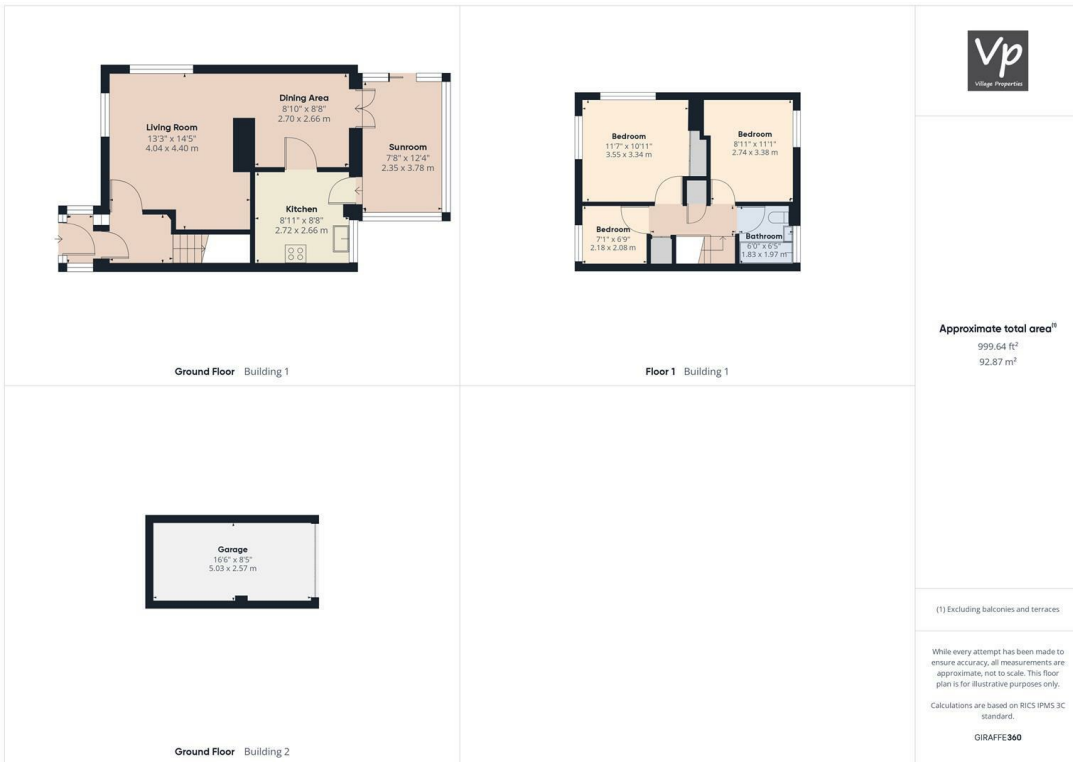 Living Room
13'3" x 14'5"
4.04 x 4.40 m
Dining Area
8'10" x 8'8"
2.70 x 2.66 m
Sunroom
7'8" x 12'4"
2.35 x 3.78 m
Kitchen
8'11" x 8'8"
2.72 x 2.66 m
Ground Floor Building 1
Bedroom
11'7" x 10'11"
3.55 x 3.34 m
Bedroom
8'11" x 11'1"
2.74 x 3.38 m
Bedroom
7'1" x 6'9"
2.18 x 2.08 m
Bathroom
6'0" x 6'5"
1.83 x 1.97 m
Floor 1 Building 1
Garage
16'6" x 8'5"
5.03 x 2.57 m
Ground Floor Building 2
Vp
Village Properties
Approximate total area(1)
999.64 ft²
92.87 m²
(1) Excluding balconies and terraces
While every attempt has been made to
ensure accuracy, all measurements are
approximate, not to scale. This floor
plan is for illustrative purposes only.
Calculations are based on RICS IPMS 3C
standard.
GIRAFFE360